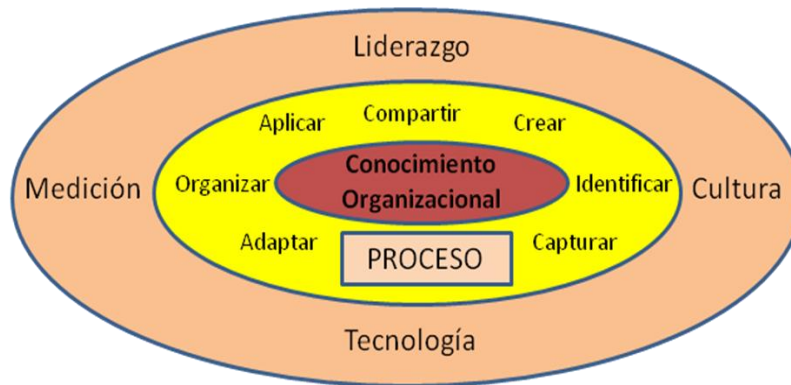 Liderazgo
Compartir
Aplicar
Crear
Conocimiento
Organizacional
Medición
Organizar
Identificar
Cultura
Adaptar
PROCESO
Capturar
Tecnología